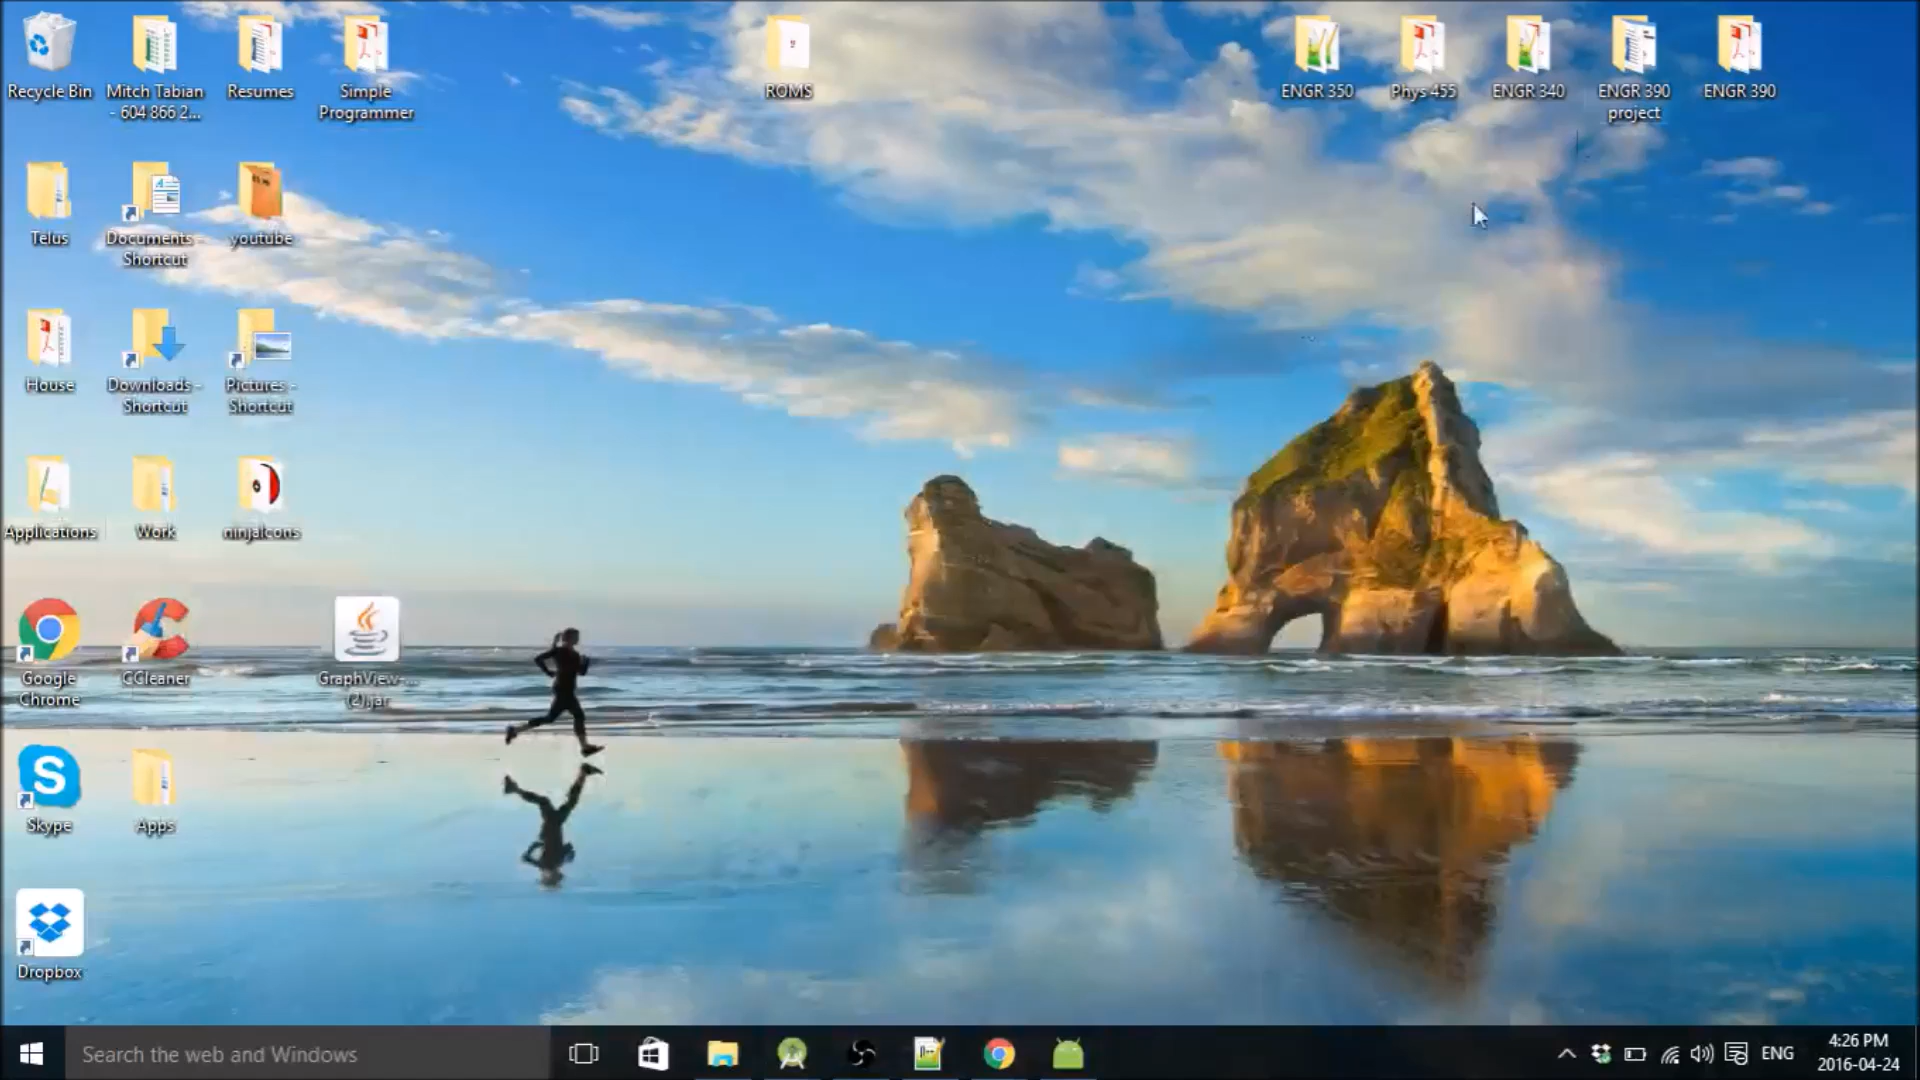 Recycle Bin
Mitch Tabian
- 604 866 2...
Resumes
Simple
Programmer
ROMS
ENGR 350
Phys 455
ENGR 340
ENGR 390
project
ENGR 390
Telus
Documents -
Shortcut
youtube
House
Downloads -
Shortcut
Pictures -
Shortcut
Applications
Work
ninjaIcons
Google
Chrome
CCleaner
GraphView-...
(2).jar
Skype
Apps
Dropbox
Search the web and Windows
ENG
4:26 PM
2016-04-24